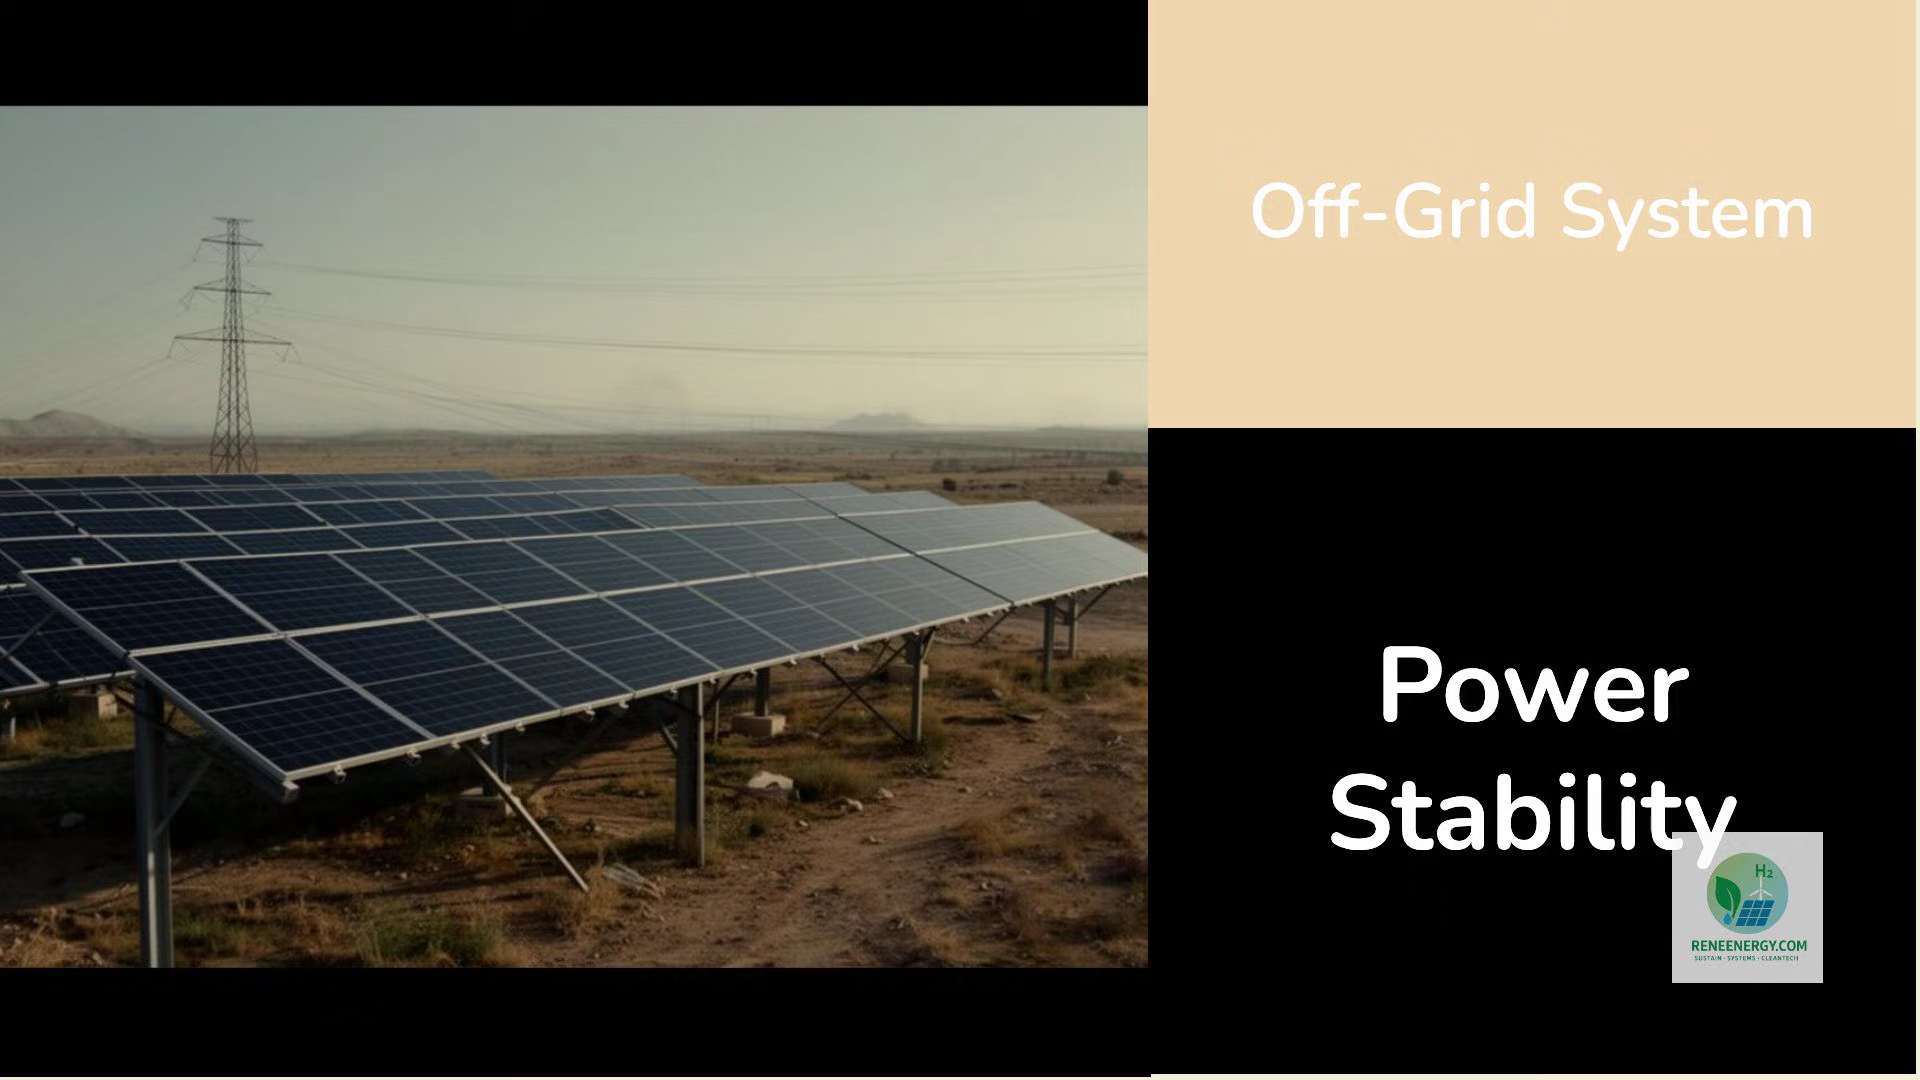 Off-Grid System
Power
Stability
H₂
RENEENERGY.COM
SUSTAIN · SYSTEMS · CLEANTECH